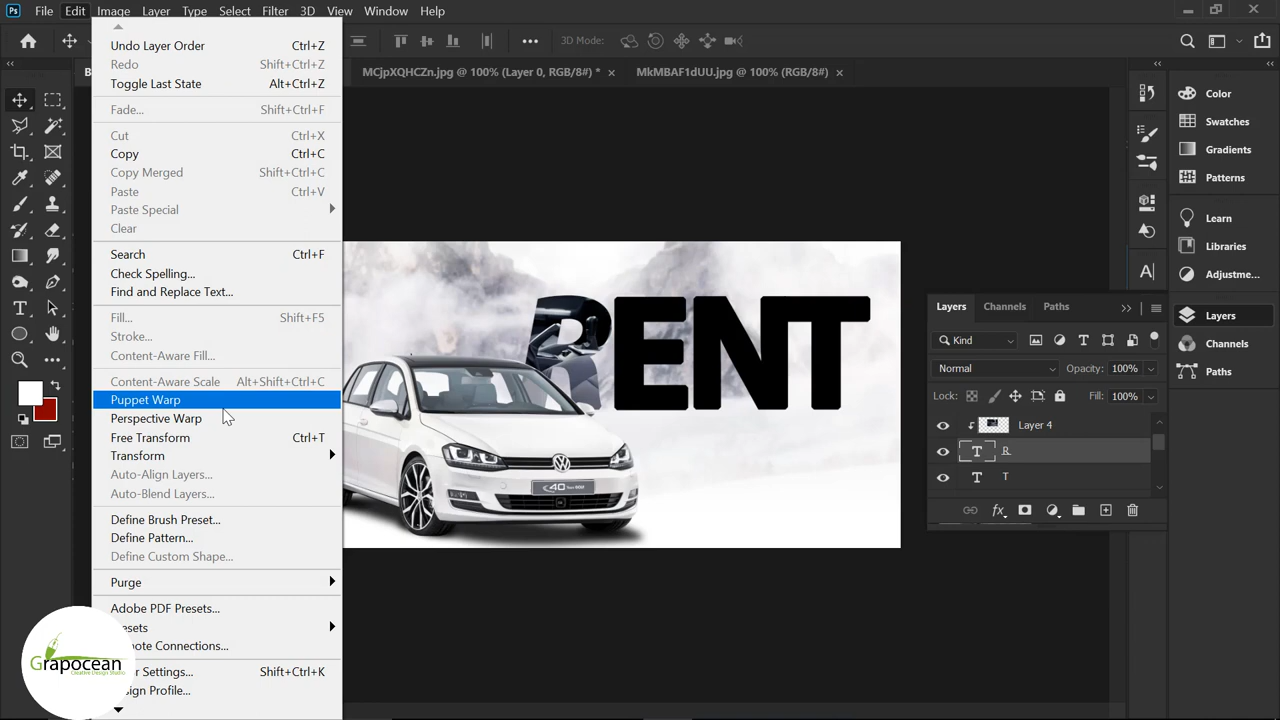 Ps File Edit Image Layer Type Select Filter 3D View Window Help
3D Mode:
MCjpXQHCZn.jpg @ 100% (Layer 0, RGB/8#) *
MkMBAF1dUU.jpg @ 100% (RGB/8#)
Undo Layer Order Ctrl+Z
Redo Shift+Ctrl+Z
Toggle Last State Alt+Ctrl+Z
Fade... Shift+Ctrl+F
Cut Ctrl+X
Copy Ctrl+C
Copy Merged Shift+Ctrl+C
Paste Ctrl+V
Paste Special
Clear
Search Ctrl+F
Check Spelling...
Find and Replace Text...
Fill... Shift+F5
Stroke...
Content-Aware Fill...
Content-Aware Scale Alt+Shift+Ctrl+C
Puppet Warp
Perspective Warp
Free Transform Ctrl+T
Transform
Auto-Align Layers...
Auto-Blend Layers...
Define Brush Preset...
Define Pattern...
Define Custom Shape...
Purge
Adobe PDF Presets...
Settings... Shift+Ctrl+K
Profile...
Grapocean
Creative Design Studio
RENT
40
Color
Swatches
Gradients
Patterns
Learn
Libraries
Adjustme...
Layers
Channels
Paths
Layers Channels Paths
Kind
Normal Opacity: 100%
Lock: Fill: 100%
Layer 4
T R
T T
fx